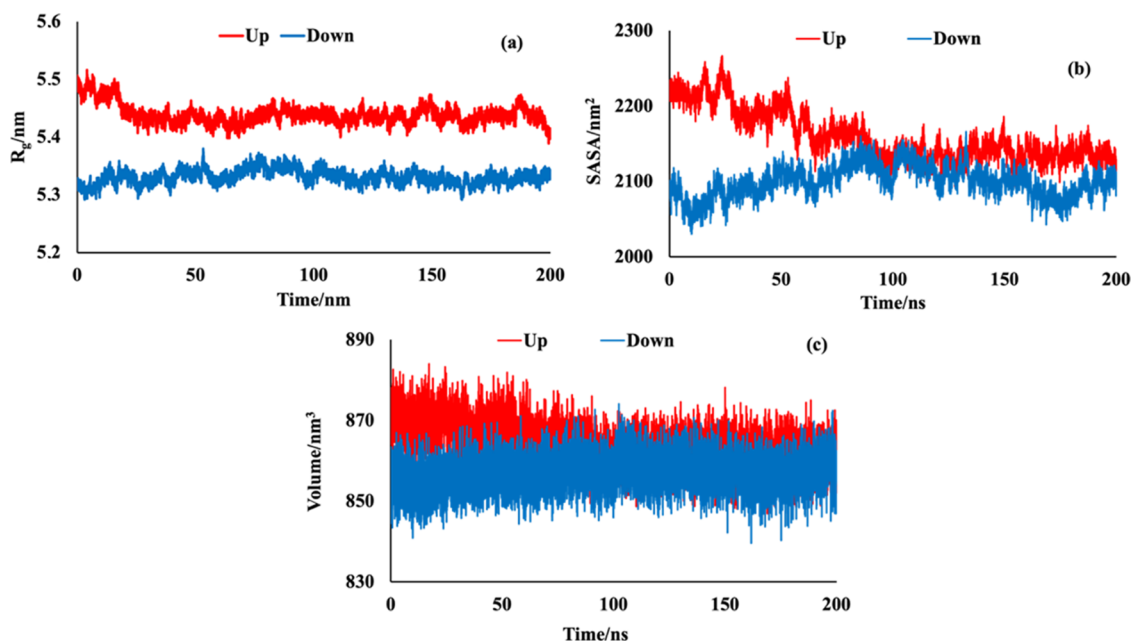 5.6
Up Down (a)
5.5
5.4
5.3
5.2
Rg/nm
0 50 100 150 200
Time/nm
2300
Up Down (b)
2200
2100
2000
SASA/nm²
0 50 100 150 200
Time/ns
890
Up Down (c)
870
850
830
Volume/nm³
0 50 100 150 200
Time/ns